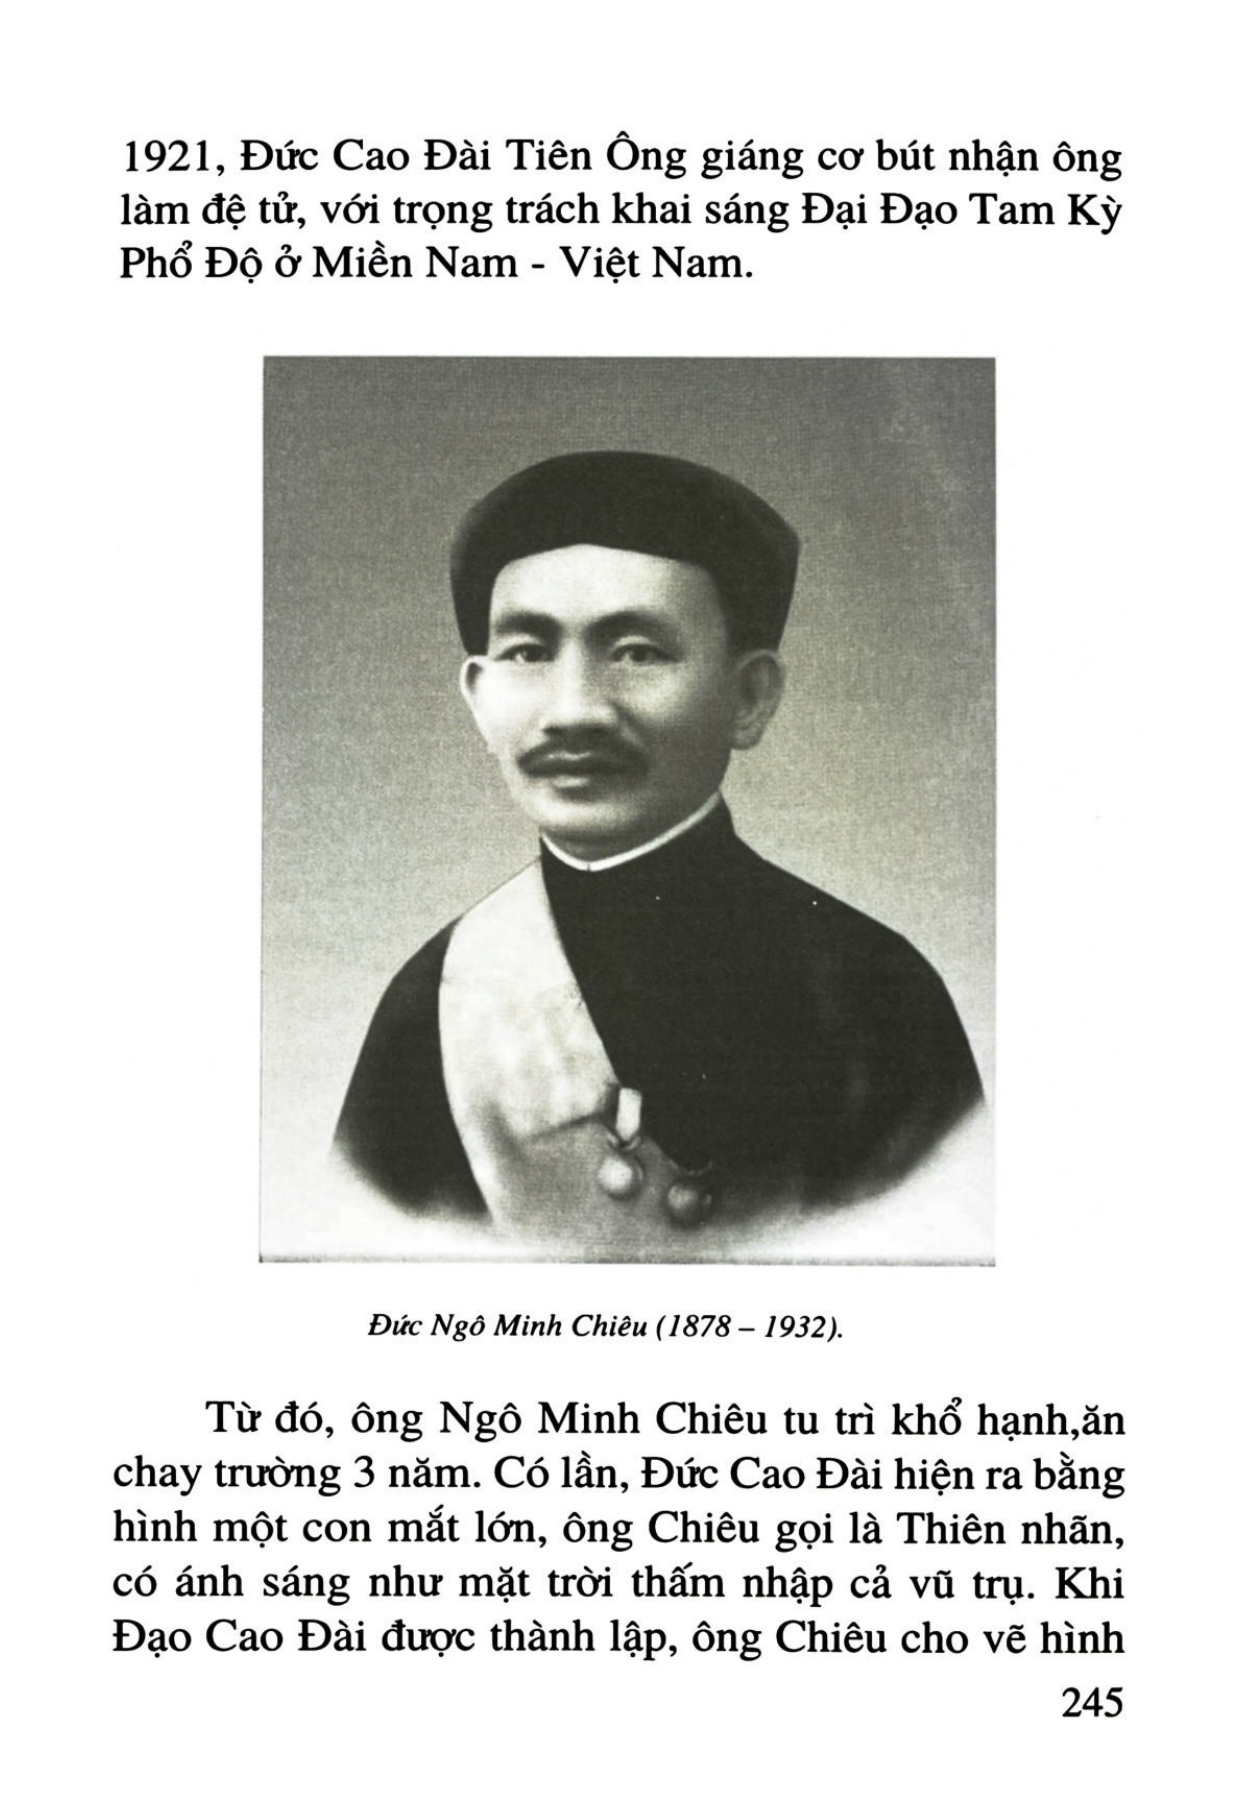 1921, Đức Cao Đài Tiên Ông giáng cơ bút nhận ông
làm đệ tử, với trọng trách khai sáng Đại Đạo Tam Kỳ
Phổ Độ ở Miền Nam - Việt Nam.
Đức Ngô Minh Chiêu (1878 – 1932).
Từ đó, ông Ngô Minh Chiêu tu trì khổ hạnh,ăn
chay trường 3 năm. Có lần, Đức Cao Đài hiện ra bằng
hình một con mắt lớn, ông Chiêu gọi là Thiên nhãn,
có ánh sáng như mặt trời thấm nhập cả vũ trụ. Khi
Đạo Cao Đài được thành lập, ông Chiêu cho vẽ hình
245